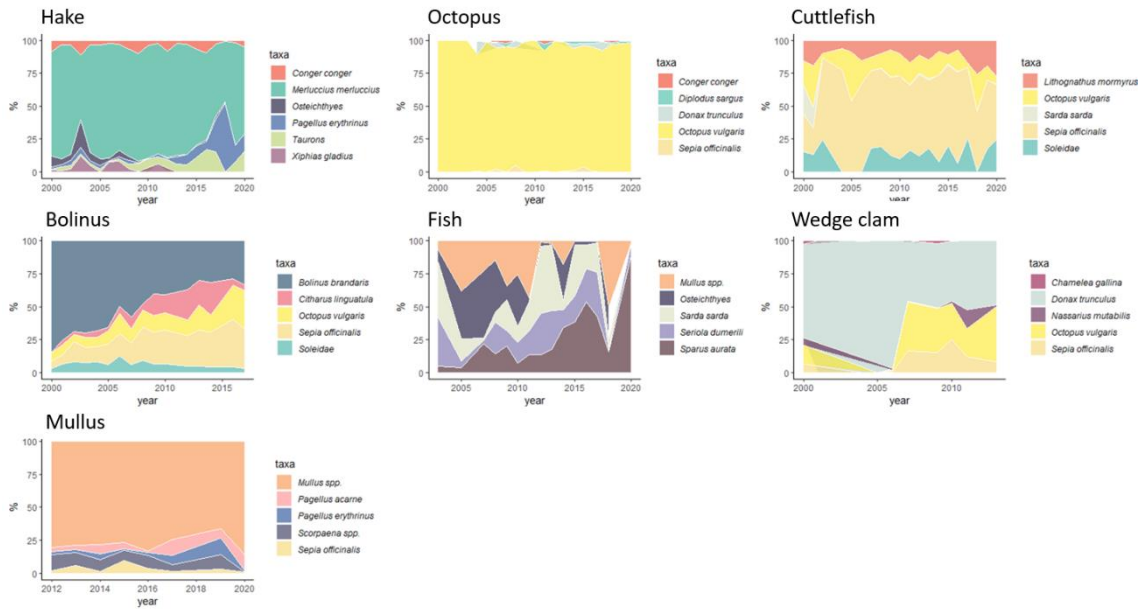 Hake
Octopus
Cuttlefish
100
75
50
25
0
%
2000
2005
2010
2015
2020
year
taxa
Conger conger
Merluccius merluccius
Osteichthyes
Pagellus erythrinus
Taurons
Xiphias gladius
100
75
50
25
0
%
2000
2005
2010
2015
2020
year
taxa
Conger conger
Diplodus sargus
Donax trunculus
Octopus vulgaris
Sepia officinalis
100
75
50
25
0
%
2000
2005
2010
2015
2020
year
taxa
Lithognathus mormyrus
Octopus vulgaris
Sarda sarda
Sepia officinalis
Soleidae
Bolinus
Fish
Wedge clam
100
75
50
25
0
%
2000
2005
2010
2015
year
taxa
Bolinus brandaris
Citharus linguatula
Octopus vulgaris
Sepia officinalis
Soleidae
100
75
50
25
0
%
2005
2010
2015
2020
year
taxa
Mullus spp.
Osteichthyes
Sarda sarda
Seriola dumerili
Sparus aurata
100
75
50
25
0
%
2000
2005
2010
year
taxa
Chamelea gallina
Donax trunculus
Nassarius mutabilis
Octopus vulgaris
Sepia officinalis
Mullus
100
75
50
25
0
%
2012
2014
2016
2018
2020
year
taxa
Mullus spp.
Pagellus acarne
Pagellus erythrinus
Scorpaena spp.
Sepia officinalis